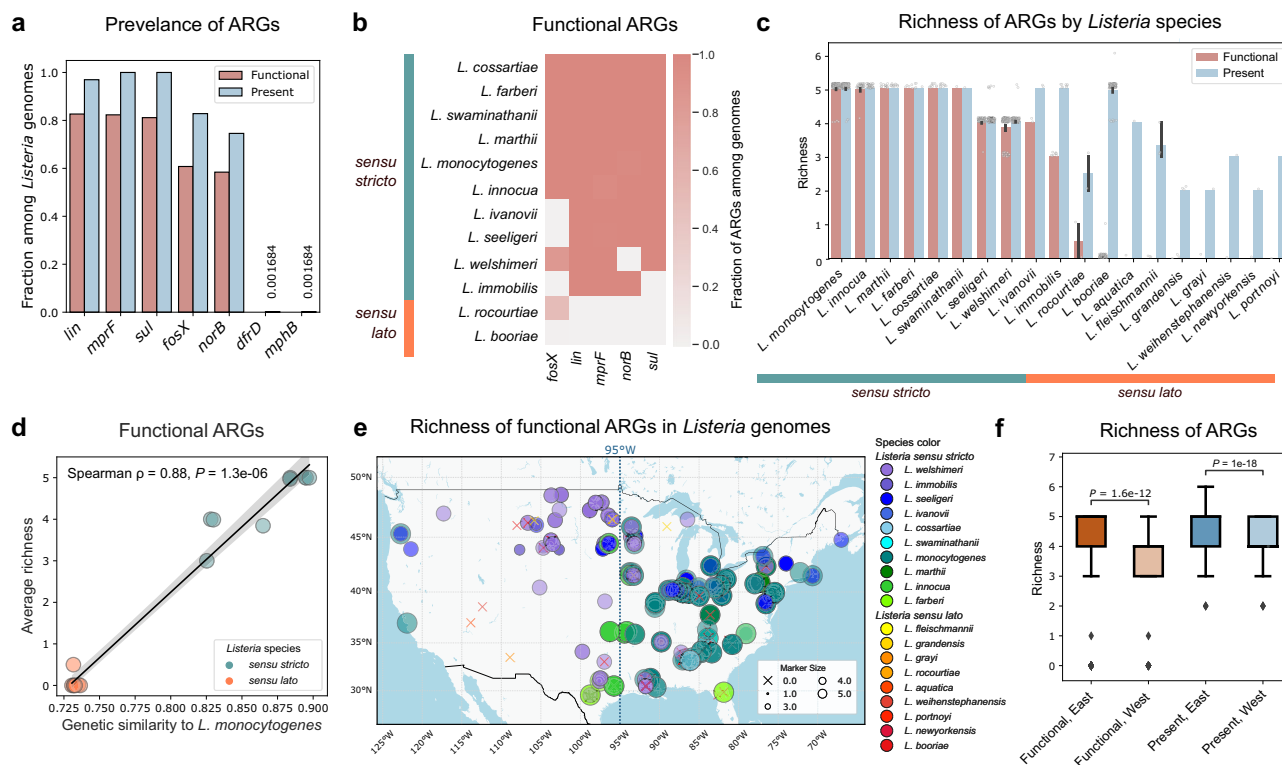 a
Prevelance of ARGs
Fraction among Listeria genomes
1.0
0.8
0.6
0.4
0.2
0.0
Functional
Present
0.001684
0.001684
lin
mprF
sul
fosX
norB
dfrD
mphB
b
Functional ARGs
sensu
stricto
sensu
lato
L. cossartiae
L. farberi
L. swaminathanii
L. marthii
L. monocytogenes
L. innocua
L. ivanovii
L. seeligeri
L. welshimeri
L. immobilis
L. rocourtiae
L. booriae
fosX
lin
mprF
norB
sul
1.0
0.8
0.6
0.4
0.2
0.0
Fraction of ARGs among genomes
c
Richness of ARGs by Listeria species
Richness
6
5
4
3
2
1
0
Functional
Present
L. monocytogenes
L. innocua
L. marthii
L. farberi
L. cossartiae
L. swaminathanii
L. seeligeri
L. welshimeri
L. ivanovii
L. immobilis
L. rocourtiae
L. booriae
L. aquatica
L. fleischmannii
L. grandensis
L. grayi
L. weihenstephanensis
L. newyorkensis
L. portnoyi
sensu stricto
sensu lato
d
Functional ARGs
Spearman ρ = 0.88, P = 1.3e-06
Average richness
5
4
3
2
1
0
Listeria species
sensu stricto
sensu lato
0.725
0.750
0.775
0.800
0.825
0.850
0.875
0.900
Genetic similarity to L. monocytogenes
e
Richness of functional ARGs in Listeria genomes
95°W
50°N
45°N
40°N
35°N
30°N
125°W
120°W
115°W
110°W
105°W
100°W
95°W
90°W
85°W
80°W
75°W
70°W
Marker Size
0.0
1.0
3.0
4.0
5.0
Species color
Listeria sensu stricto
L. welshimeri
L. immobilis
L. seeligeri
L. ivanovii
L. cossartiae
L. swaminathanii
L. monocytogenes
L. marthii
L. innocua
L. farberi
Listeria sensu lato
L. fleischmannii
L. grandensis
L. grayi
L. rocourtiae
L. aquatica
L. weihenstephanensis
L. portnoyi
L. newyorkensis
L. booriae
f
Richness of ARGs
P = 1e-18
P = 1.6e-12
Richness
7
6
5
4
3
2
1
0
Functional, East
Functional, West
Present, East
Present, West